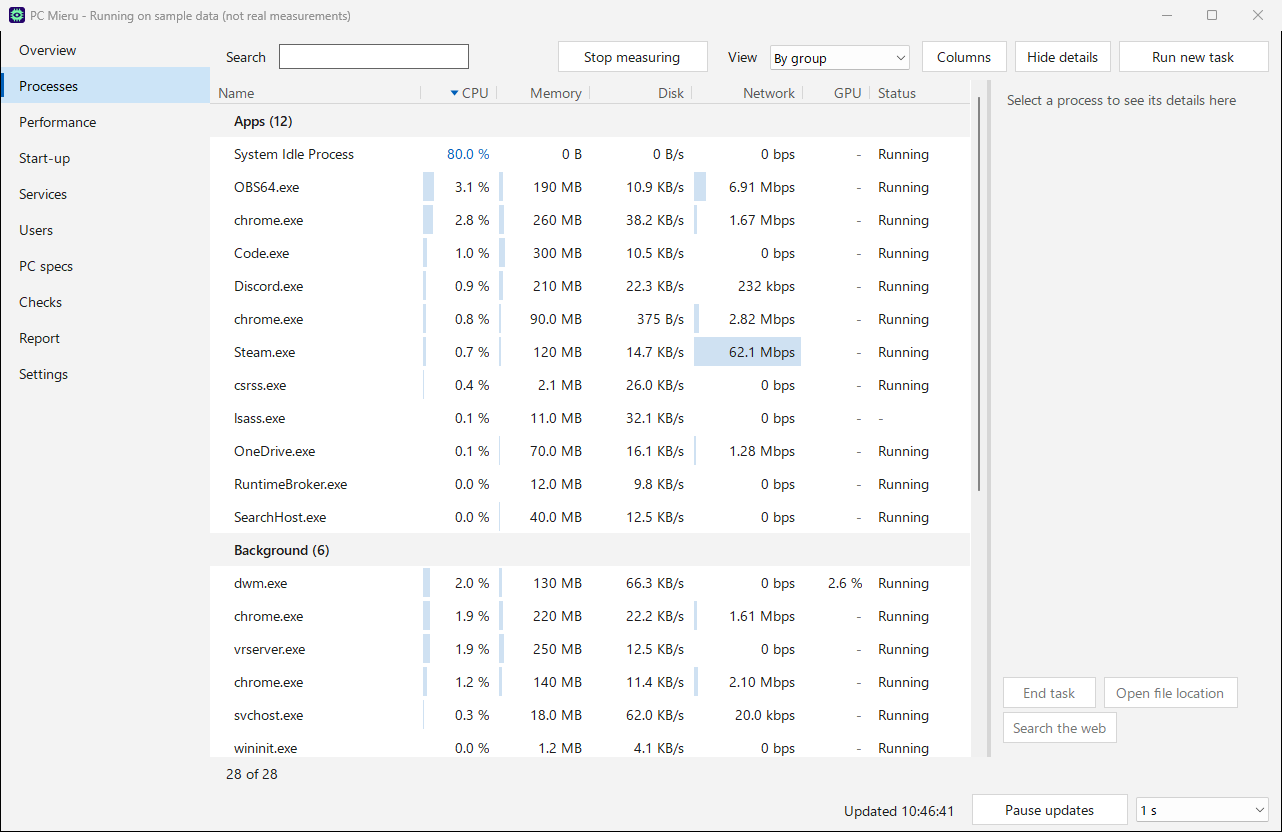 PC Mieru - Running on sample data (not real measurements)
Overview
Processes
Performance
Start-up
Services
Users
PC specs
Checks
Report
Settings
Search Stop measuring View By group Columns Hide details Run new task
Name CPU Memory Disk Network GPU Status
Apps (12)
System Idle Process 80.0 % 0 B 0 B/s 0 bps - Running
OBS64.exe 3.1 % 190 MB 10.9 KB/s 6.91 Mbps - Running
chrome.exe 2.8 % 260 MB 38.2 KB/s 1.67 Mbps - Running
Code.exe 1.0 % 300 MB 10.5 KB/s 0 bps - Running
Discord.exe 0.9 % 210 MB 22.3 KB/s 232 kbps - Running
chrome.exe 0.8 % 90.0 MB 375 B/s 2.82 Mbps - Running
Steam.exe 0.7 % 120 MB 14.7 KB/s 62.1 Mbps - Running
csrss.exe 0.4 % 2.1 MB 26.0 KB/s 0 bps - Running
lsass.exe 0.1 % 11.0 MB 32.1 KB/s 0 bps - -
OneDrive.exe 0.1 % 70.0 MB 16.1 KB/s 1.28 Mbps - Running
RuntimeBroker.exe 0.0 % 12.0 MB 9.8 KB/s 0 bps - Running
SearchHost.exe 0.0 % 40.0 MB 12.5 KB/s 0 bps - Running
Background (6)
dwm.exe 2.0 % 130 MB 66.3 KB/s 0 bps 2.6 % Running
chrome.exe 1.9 % 220 MB 22.2 KB/s 1.61 Mbps - Running
vrserver.exe 1.9 % 250 MB 12.5 KB/s 0 bps - Running
chrome.exe 1.2 % 140 MB 11.4 KB/s 2.10 Mbps - Running
svchost.exe 0.3 % 18.0 MB 62.0 KB/s 20.0 kbps - Running
wininit.exe 0.0 % 1.2 MB 4.1 KB/s 0 bps - Running
28 of 28
Select a process to see its details here
End task Open file location
Search the web
Updated 10:46:41 Pause updates 1 s